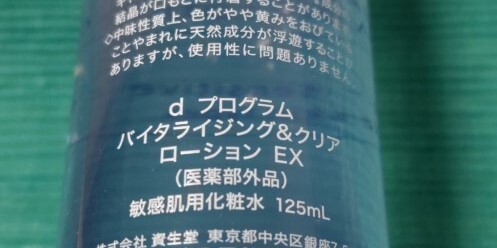 結晶が口もとに付着することがありま
◇中味性質上、色がやや黄みをおびている
ことやまれに天然成分が浮遊することが
ありますが、使用性に問題ありません。
d プログラム
バイタライジング&クリア
ローション EX
(医薬部外品)
敏感肌用化粧水 125mL
株式会社 資生堂 東京都中央区銀座7-5